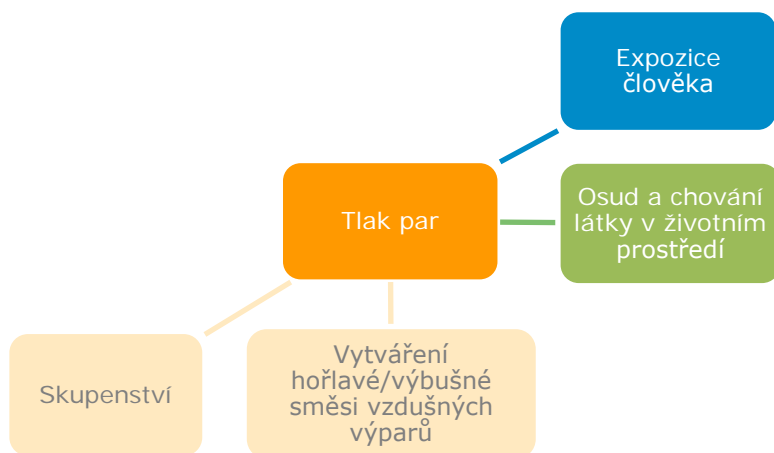 Expozice
člověka
Tlak par
Osud a chování
látky v životním
prostředí
Skupenství
Vytváření
hořlavé/výbušné
směsi vzdušných
výparů